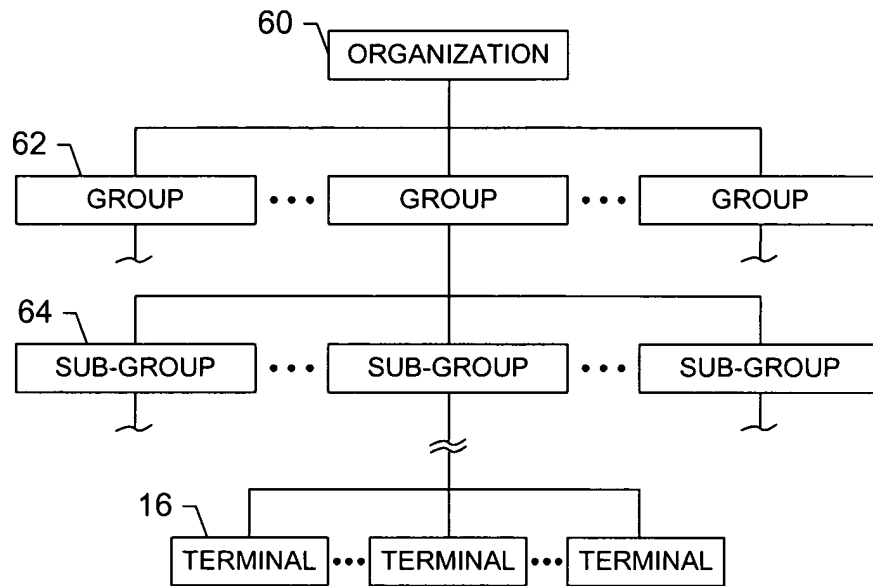 60
ORGANIZATION
62
GROUP ••• GROUP ••• GROUP
64
SUB-GROUP ••• SUB-GROUP ••• SUB-GROUP
16
TERMINAL ••• TERMINAL ••• TERMINAL